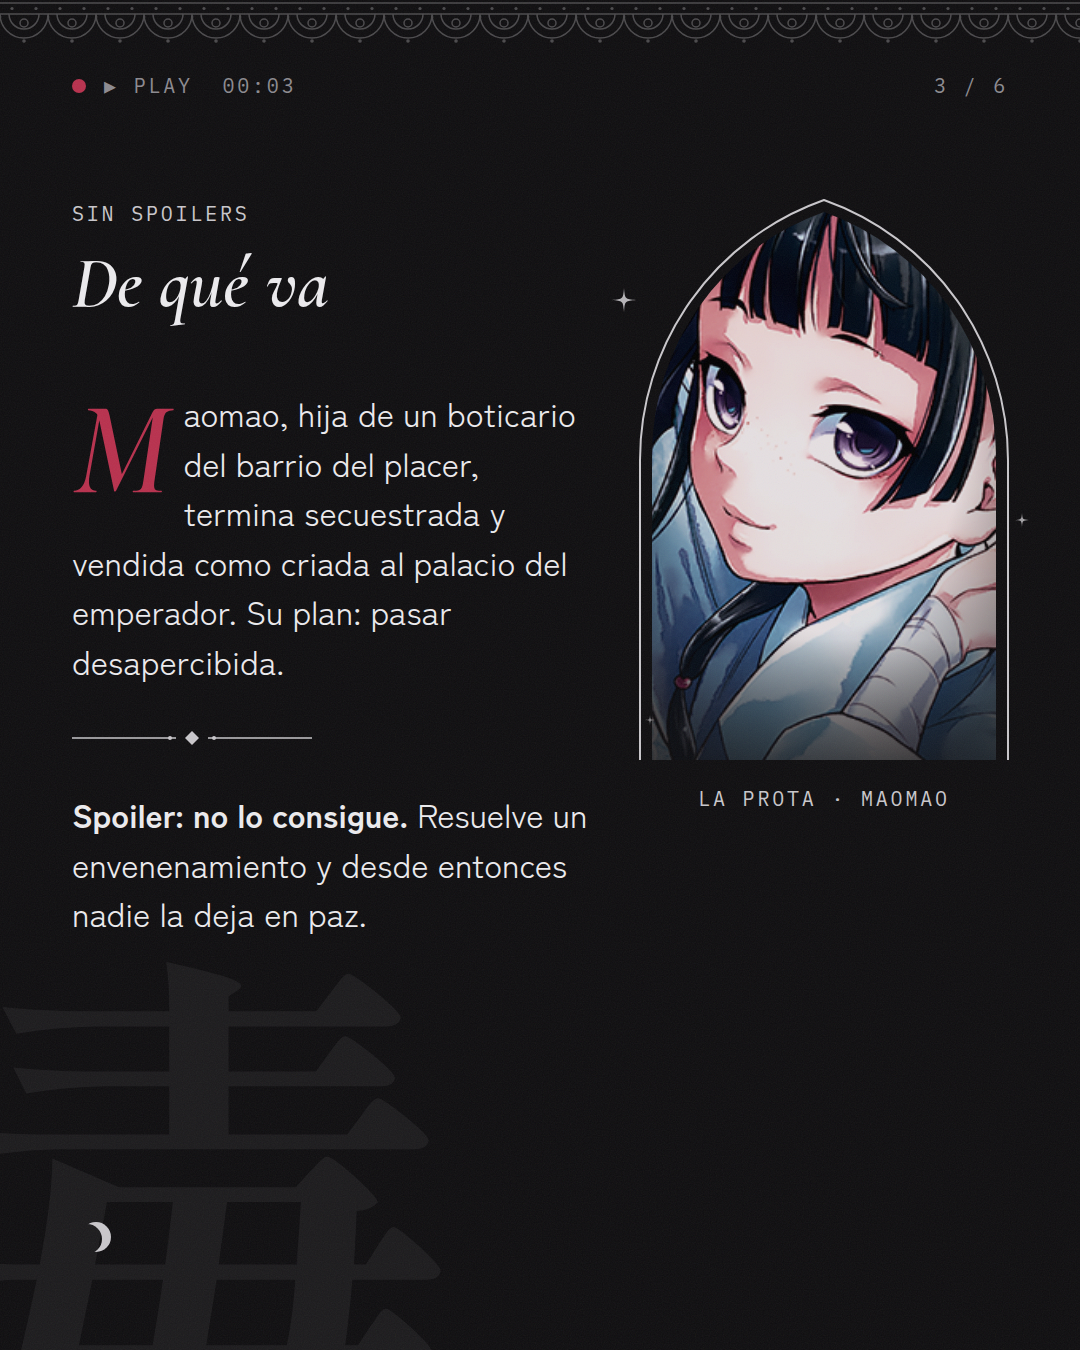 ▶ PLAY 00:03
3 / 6
SIN SPOILERS
De qué va
Maomao, hija de un boticario
del barrio del placer,
termina secuestrada y
vendida como criada al palacio del
emperador. Su plan: pasar
desapercibida.
Spoiler: no lo consigue. Resuelve un
envenenamiento y desde entonces
nadie la deja en paz.
LA PROTA · MAOMAO
毒